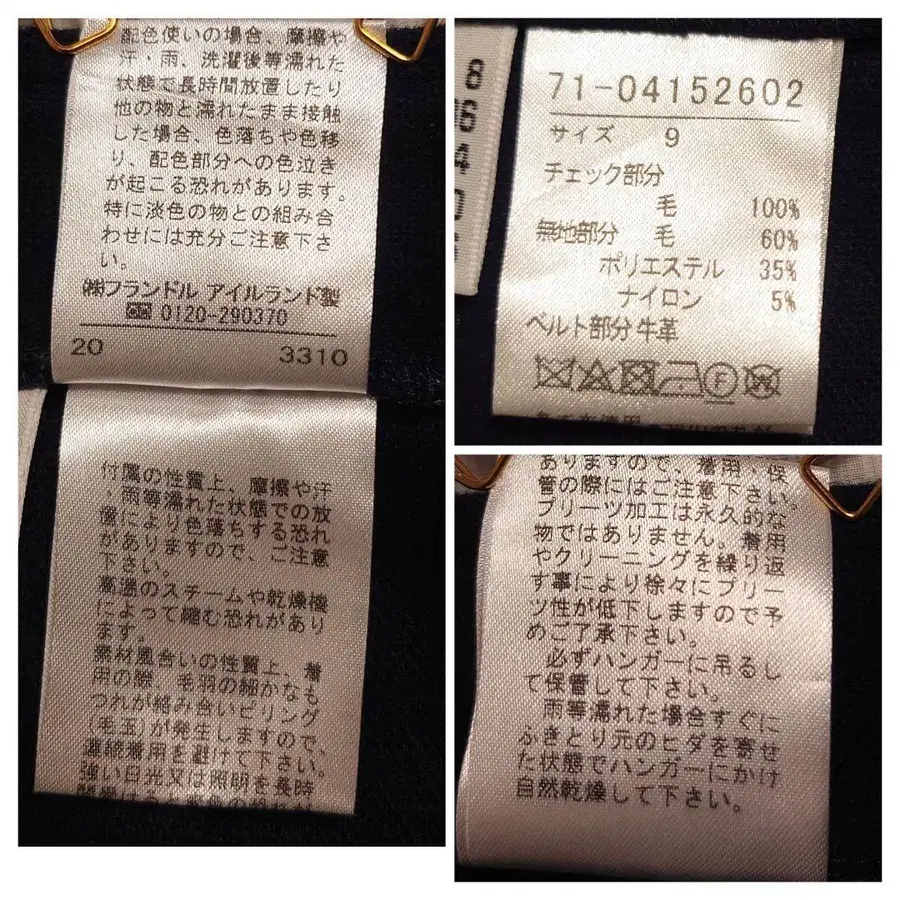 配色使いの場合、摩擦や
汗・雨、洗濯後等濡れた
状態で長時間放置したり
他の物と濡れたまま接触
した場合、色落ちや色移
り、配色部分への色泣き
が起こる恐れがあります。
特に淡色の物との組み合
わせには充分ご注意下さ
い。
㈱フランドル アイルランド製
0120-290370
20 3310
付属の性質上、摩擦や汗
・雨等濡れた状態での放
置により色落ちする恐れ
がありますので、ご注意
下さい。
高温のスチームや乾燥機
によって縮む恐れがあり
ます。
素材風合いの性質上、着
用の際、毛羽の細かなも
つれが絡み合いピリング
(毛玉)が発生しますので、
連続着用を避けて下さい。
強い日光又は照明を長時
8
06
4
0
71-04152602
サイズ 9
チェック部分
毛 100%
無地部分 毛 60%
ポリエステル 35%
ナイロン 5%
ベルト部分 牛革
F W
ありますので、着用・保
管の際にはご注意下さい。
プリーツ加工は永久的な
物ではありません。着用
やクリーニングを繰り返
す事により徐々にプリー
ツ性が低下しますので予
めご了承下さい。
必ずハンガーに吊るし
て保管して下さい。
雨等濡れた場合すぐに
ふきとり元のヒダを寄せ
た状態でハンガーにかけ
自然乾燥して下さい。